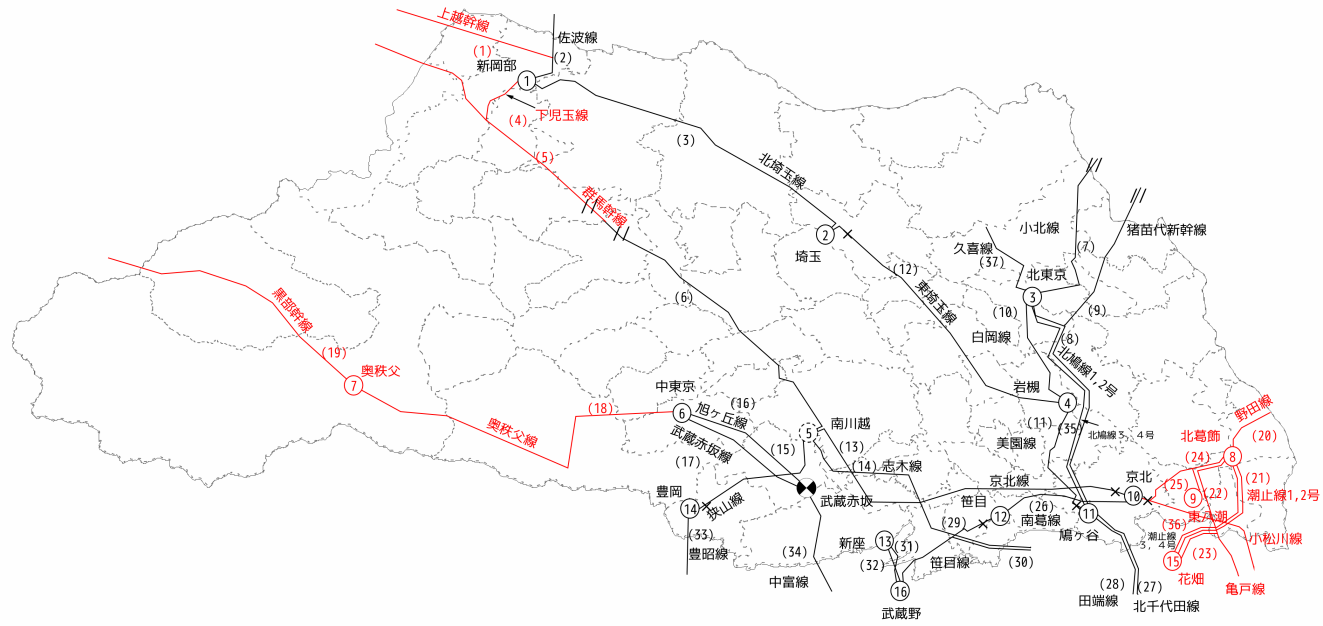 上越幹線
(1)
佐波線
(2)
新岡部
1
下児玉線
(4)
(5)
(3)
北埼玉線
群馬幹線
2
埼玉
(12)
東埼玉線
小北線
(7)
猪苗代新幹線
久喜線
(37)
北東京
3
(10)
(9)
白岡線
(8)
北鳩線1,2号
(6)
黒部幹線
(19)
7
奥秩父
奥秩父線
(18)
中東京
6
(16)
旭ヶ丘線
武蔵赤坂線
(17)
(15)
5
南川越
(13)
(14)
志木線
岩槻
4
(11)
(35)
北鳩線3,4号
美園線
京北線
京北
10
野田線
(20)
北葛飾
8
(24)
(21)
(25)
9
(22)
潮止線1,2号
東八潮
(36)
小松川線
潮止線
3,4号
(23)
15
花畑
亀戸線
豊岡
14
狭山線
武蔵赤坂
笹目
12
(26)
南葛線
11
鳩ヶ谷
(29)
(33)
豊昭線
(34)
中富線
新座
13
(31)
(32)
笹目線
(30)
16
武蔵野
(28)
(27)
田端線
北千代田線